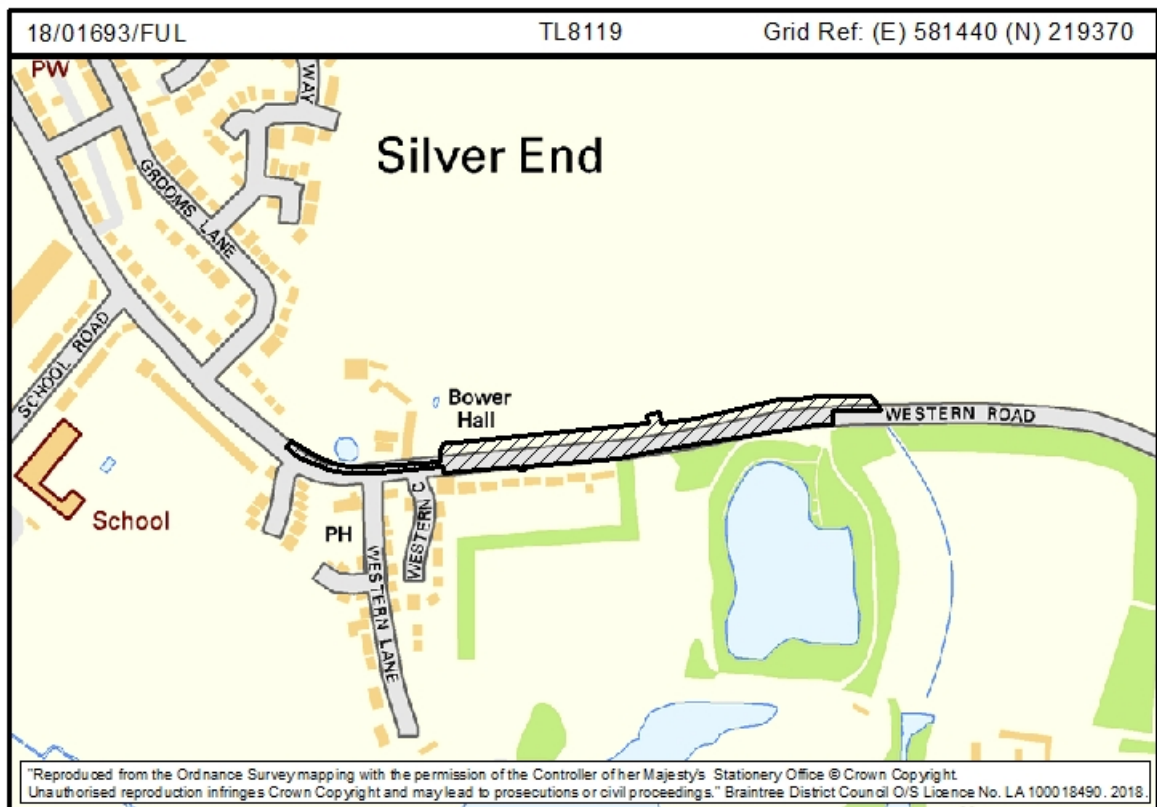 18/01693/FUL TL8119 Grid Ref: (E) 581440 (N) 219370
PW
WAY
Silver End
GROOMS LANE
SCHOOL ROAD
Bower
Hall
WESTERN ROAD
School
PH
WESTERN C
WESTERN LANE
"Reproduced from the Ordnance Survey mapping with the permission of the Controller of her Majesty's Stationery Office © Crown Copyright.
Unauthorised reproduction infringes Crown Copyright and may lead to prosecutions or civil proceedings." Braintree District Council O/S Licence No. LA 100018490. 2018.